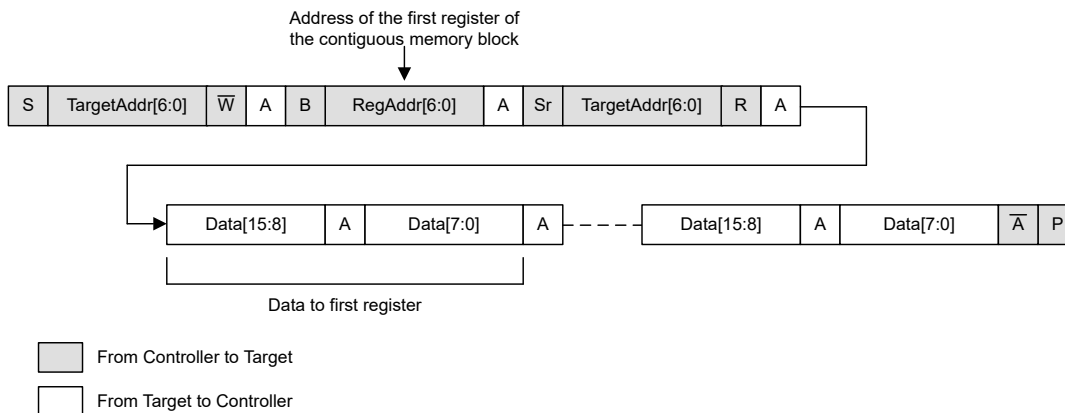 Address of the first register of
the contiguous memory block
S TargetAddr[6:0] W̅ A B RegAddr[6:0] A Sr TargetAddr[6:0] R A
Data[15:8] A Data[7:0] A Data[15:8] A Data[7:0] A̅ P
Data to first register
From Controller to Target
From Target to Controller